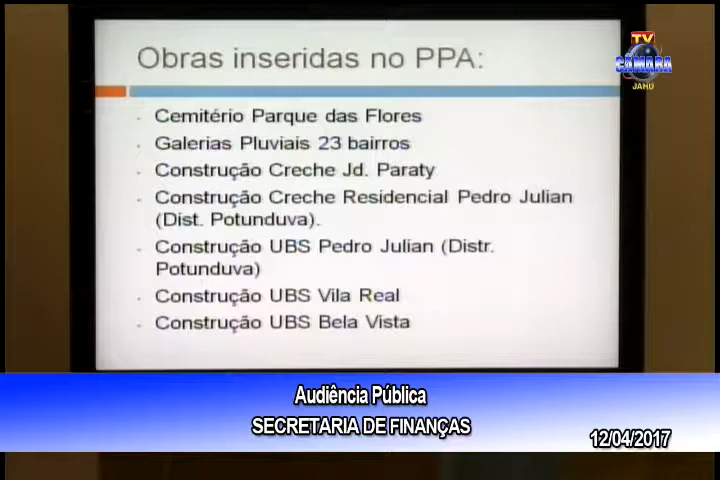 Obras inseridas no PPA:
TV
CÂMARA
JAHU
- Cemitério Parque das Flores
- Galerias Pluviais 23 bairros
- Construção Creche Jd. Paraty
- Construção Creche Residencial Pedro Julian
(Dist. Potunduva).
- Construção UBS Pedro Julian (Distr.
Potunduva)
- Construção UBS Vila Real
- Construção UBS Bela Vista
Audiência Pública
SECRETARIA DE FINANÇAS
12/04/2017